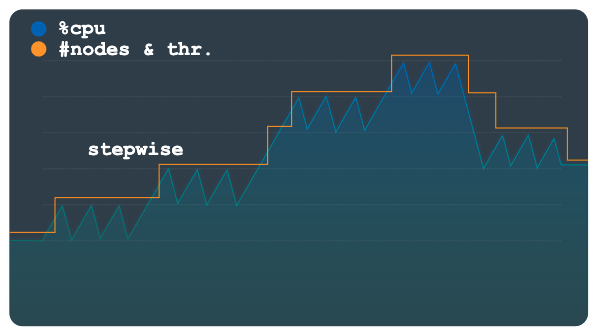 %cpu
#nodes & thr.
stepwise